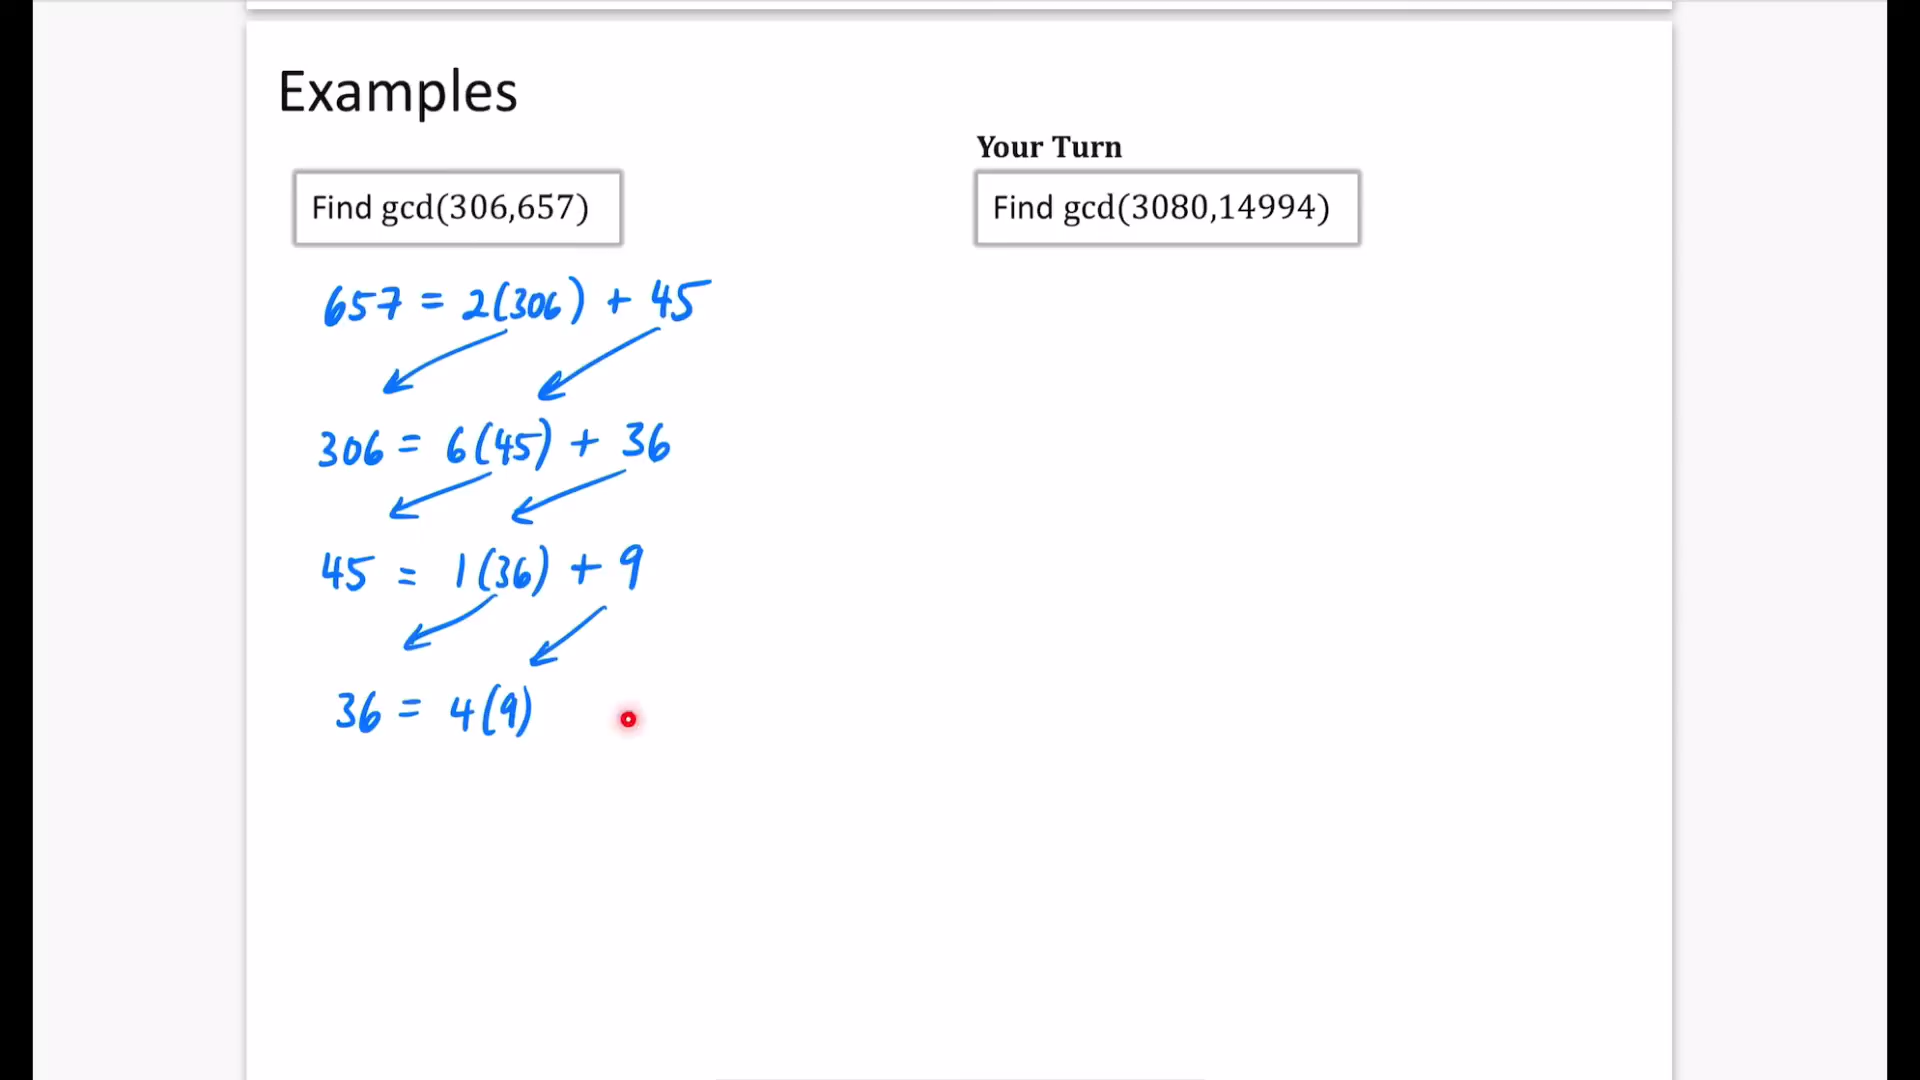 Examples
Find gcd(306,657)
657 = 2(306) + 45
306 = 6(45) + 36
45 = 1(36) + 9
36 = 4(9)
Your Turn
Find gcd(3080,14994)